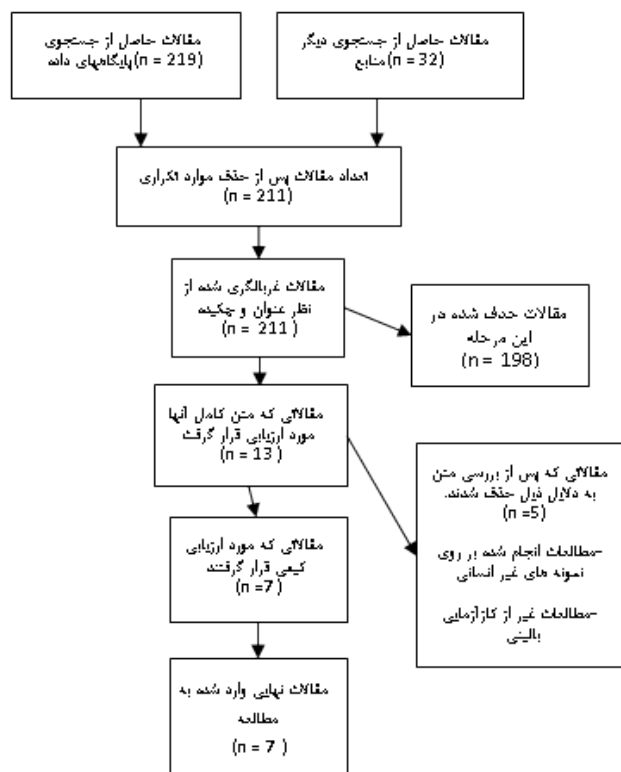 مقالات حاصل از جستجوی دیگر
منابع(n = 32)
مقالات حاصل از جستجوی
پایگاههای داده(n = 219)
تعداد مقالات پس از حذف موارد تکراری
(n = 211)
مقالات غربالگری شده از
نظر عنوان و چکیده
(n = 211 )
مقالات حدف شده در
این مرحله
(n = 198)
مقالاتی که متن کامل آنها
مورد ارزیابی قرار گرفت
(n = 13 )
مقالاتی که پس از بررسی متن
به دلایل ذیل حذف شدند.
(n =5)
-مطالعات انجام شده بر روی
نمونه های غیر انسانی
-مطالعات غیر از کارآزمایی
بالینی
مقالاتی که مورد ارزیابی
کیفی قرار گرفتند
(n =7 )
مقالات نهایی وارد شده به
مطالعه
(n = 7 )